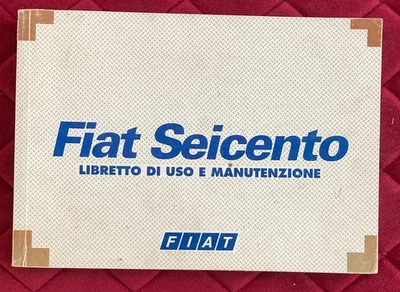 Fiat Seicento
LIBRETTO DI USO E MANUTENZIONE
FIAT